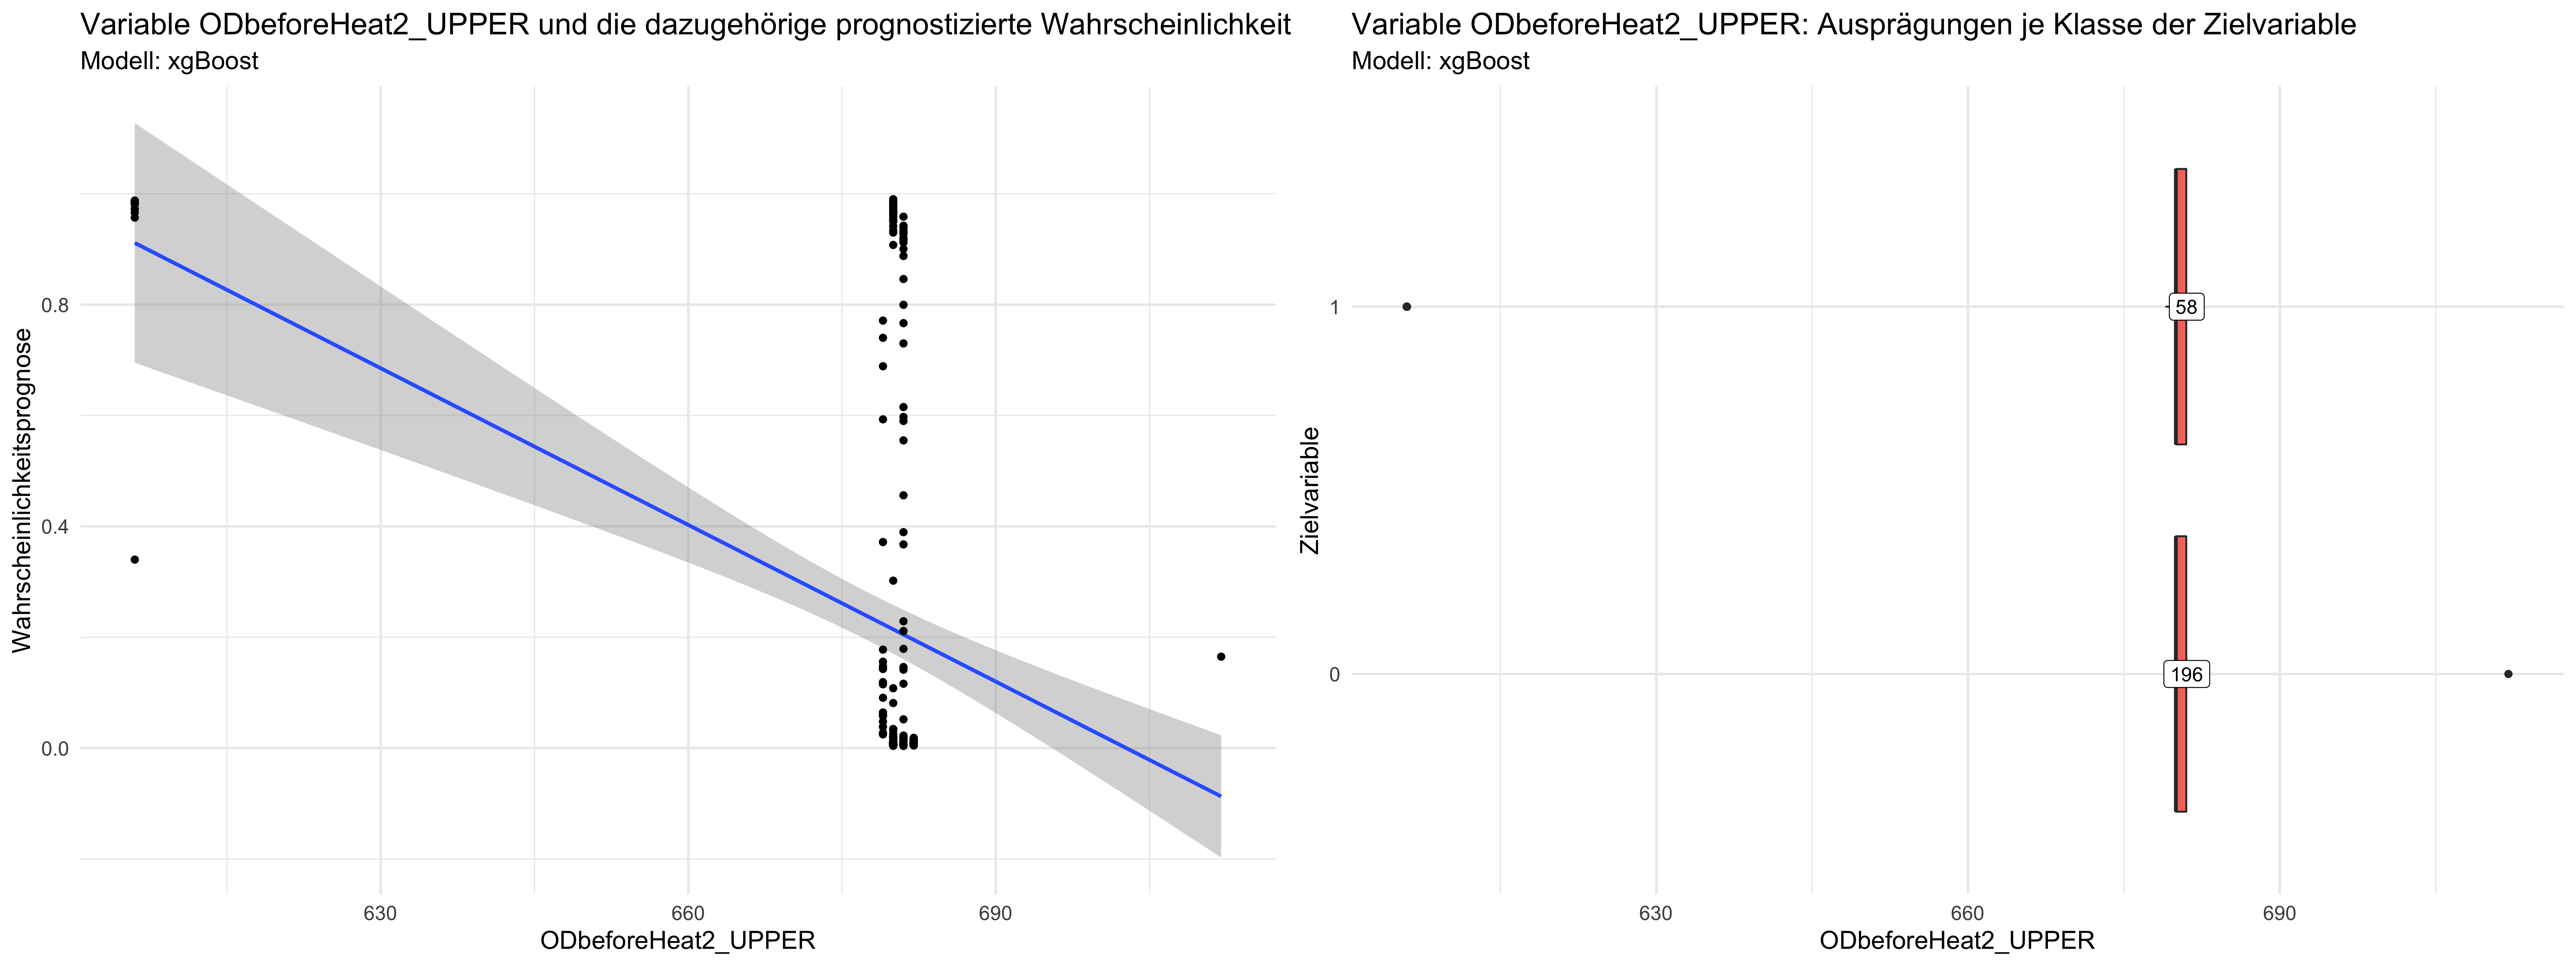 Variable ODbeforeHeat2_UPPER und die dazugehörige prognostizierte Wahrscheinlichkeit
Modell: xgBoost
Wahrscheinlichkeitsprognose
0.8
0.4
0.0
630 660 690
ODbeforeHeat2_UPPER
Variable ODbeforeHeat2_UPPER: Ausprägungen je Klasse der Zielvariable
Modell: xgBoost
Zielvariable
1
58
0
196
630 660 690
ODbeforeHeat2_UPPER